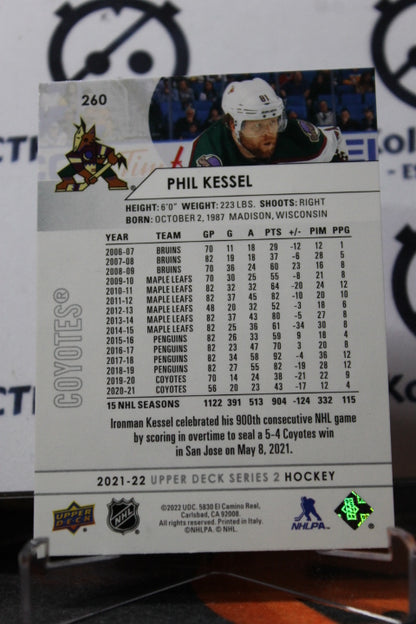 260
81
PHIL KESSEL
HEIGHT: 6'0" WEIGHT: 223 LBS. SHOOTS: RIGHT
BORN: OCTOBER 2, 1987 MADISON, WISCONSIN
YEAR TEAM GP G A PTS +/- PIM PPG
2006-07 BRUINS 70 11 18 29 -12 12 1
2007-08 BRUINS 82 19 18 37 -6 28 5
2008-09 BRUINS 70 36 24 60 23 16 8
2009-10 MAPLE LEAFS 70 30 25 55 -8 21 8
2010-11 MAPLE LEAFS 82 32 32 64 -20 24 12
2011-12 MAPLE LEAFS 82 37 45 82 -10 20 10
2012-13 MAPLE LEAFS 48 20 32 52 -3 18 6
2013-14 MAPLE LEAFS 82 37 43 80 -5 27 8
2014-15 MAPLE LEAFS 82 25 36 61 -34 30 8
2015-16 PENGUINS 82 26 33 59 9 18 4
2016-17 PENGUINS 82 23 47 70 3 20 8
2017-18 PENGUINS 82 34 58 92 -4 36 12
2018-19 PENGUINS 82 27 55 82 -19 28 12
2019-20 COYOTES 70 14 24 38 -21 22 9
2020-21 COYOTES 56 20 23 43 -17 12 4
15 NHL SEASONS 1122 391 513 904 -124 332 115
COYOTES®
Ironman Kessel celebrated his 900th consecutive NHL game
by scoring in overtime to seal a 5-4 Coyotes win
in San Jose on May 8, 2021.
2021-22 UPPER DECK SERIES 2 HOCKEY
UPPER DECK
NHL
©2022 UDC. 5830 El Camino Real,
Carlsbad, CA 92008.
All rights reserved. Printed in Italy.
©NHLPA. © NHL.
NHLPA